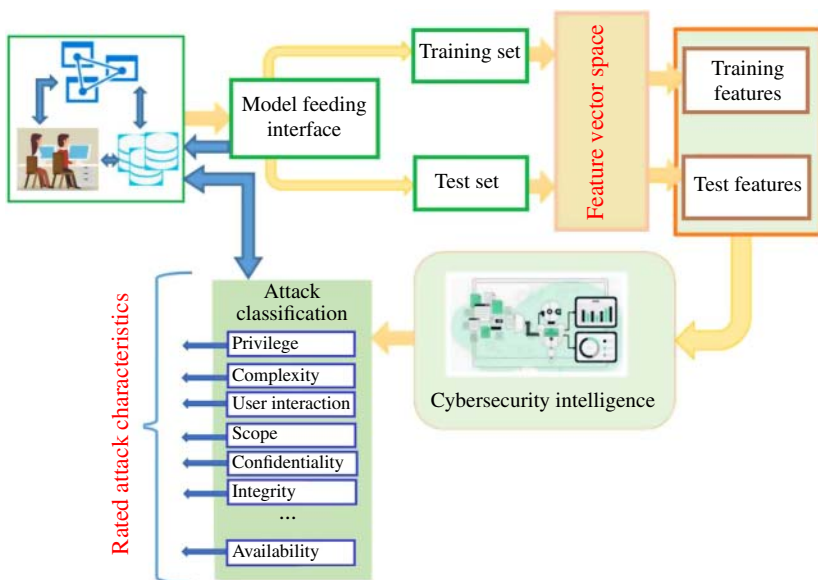 Model feeding
interface
Training set
Test set
Feature vector space
Training
features
Test features
Cybersecurity intelligence
Attack
classification
Privilege
Complexity
User interaction
Scope
Confidentiality
Integrity
...
Availability
Rated attack characteristics